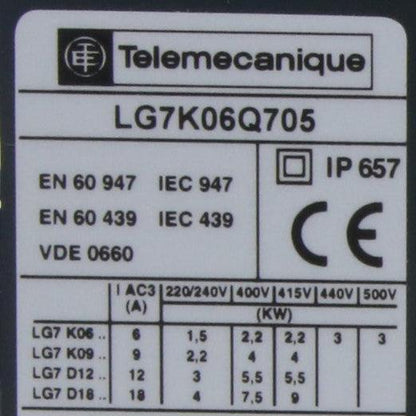 Telemecanique
LG7K06Q705
IP 657
EN 60 947 IEC 947
EN 60 439 IEC 439
VDE 0660
CE
I AC3 (A) 220/240V 400V 415V 440V 500V
(KW)
LG7 K06 .. 6 1,5 2,2 2,2 3 3
LG7 K09 .. 9 2,2 4 4
LG7 D12 .. 12 3 5,5 5,5
LG7 D18 .. 18 4 7,5 9